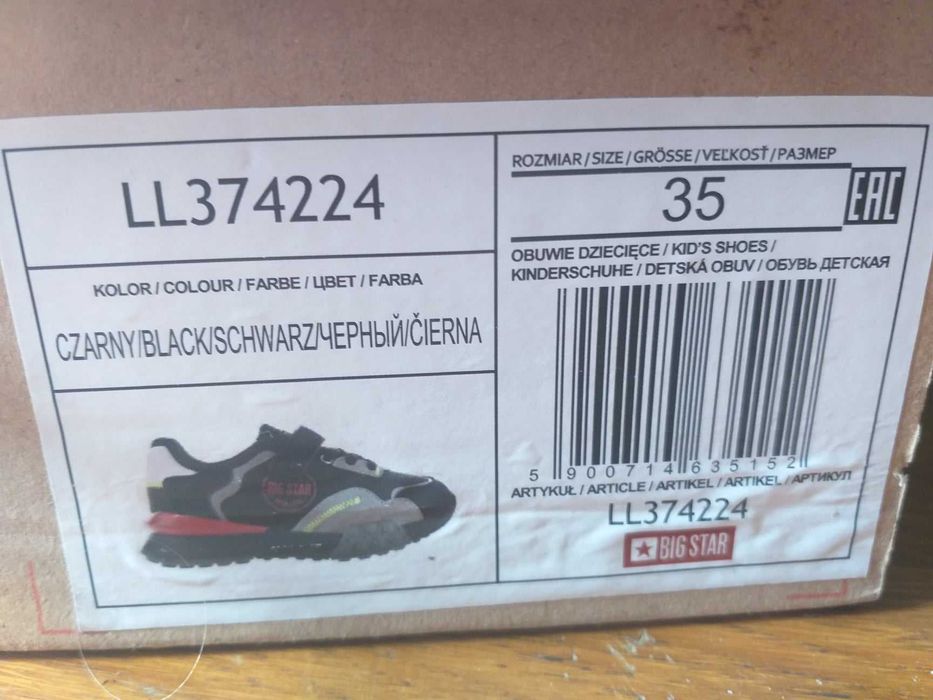 LL374224
KOLOR / COLOUR / FARBE / ЦВЕТ / FARBA
CZARNY/BLACK/SCHWARZ/ЧЕРНЫЙ/ČIERNA
BIG STAR
ROZMIAR / SIZE / GRÖSSE / VEĽKOSŤ / РАЗМЕР
35
EAC
OBUWIE DZIECIĘCE / KID'S SHOES /
KINDERSCHUHE / DETSKÁ OBUV / ОБУВЬ ДЕТСКАЯ
5 900714 635152
ARTYKUŁ / ARTICLE / ARTIKEL / ARTIKEL / АРТИКУЛ
LL374224
BIG STAR